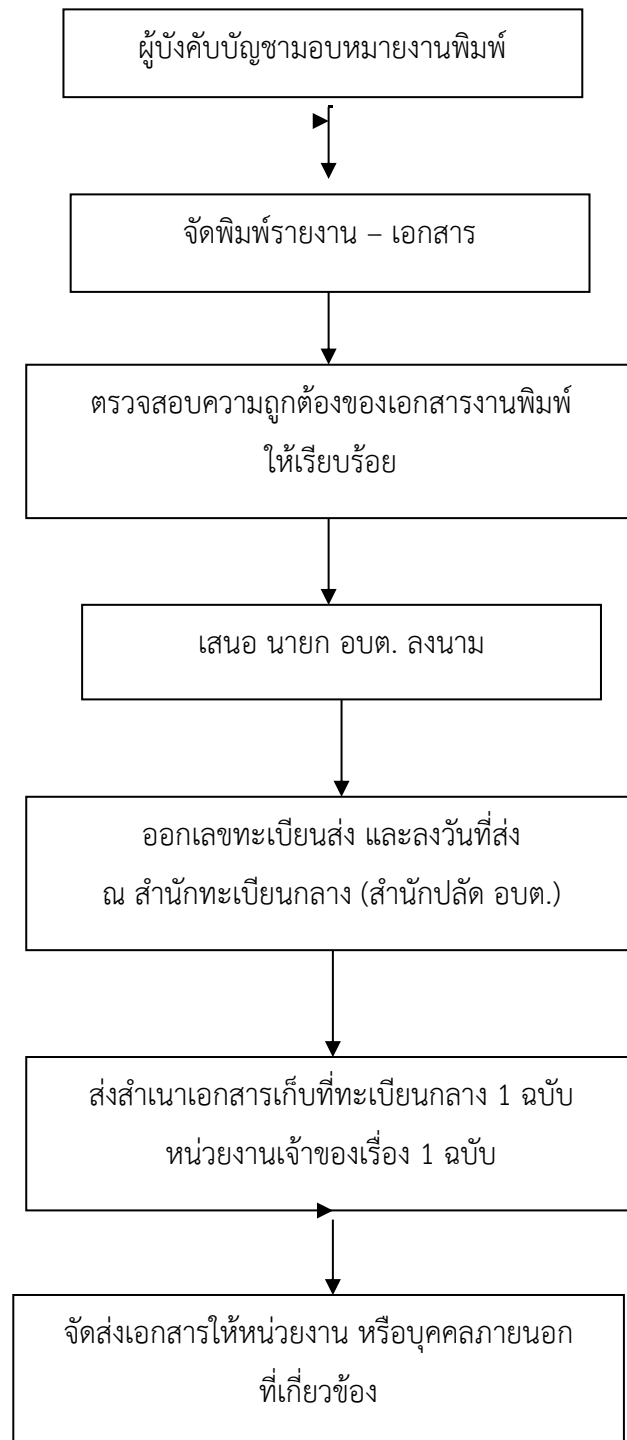 ผู้บังคับบัญชามอบหมายงานพิมพ์
จัดพิมพ์รายงาน – เอกสาร
ตรวจสอบความถูกต้องของเอกสารงานพิมพ์
ให้เรียบร้อย
เสนอ นายก อบต. ลงนาม
ออกเลขทะเบียนส่ง และลงวันที่ส่ง
ณ สำนักทะเบียนกลาง (สำนักปลัด อบต.)
ส่งสำเนาเอกสารเก็บที่ทะเบียนกลาง 1 ฉบับ
หน่วยงานเจ้าของเรื่อง 1 ฉบับ
จัดส่งเอกสารให้หน่วยงาน หรือบุคคลภายนอก
ที่เกี่ยวข้อง